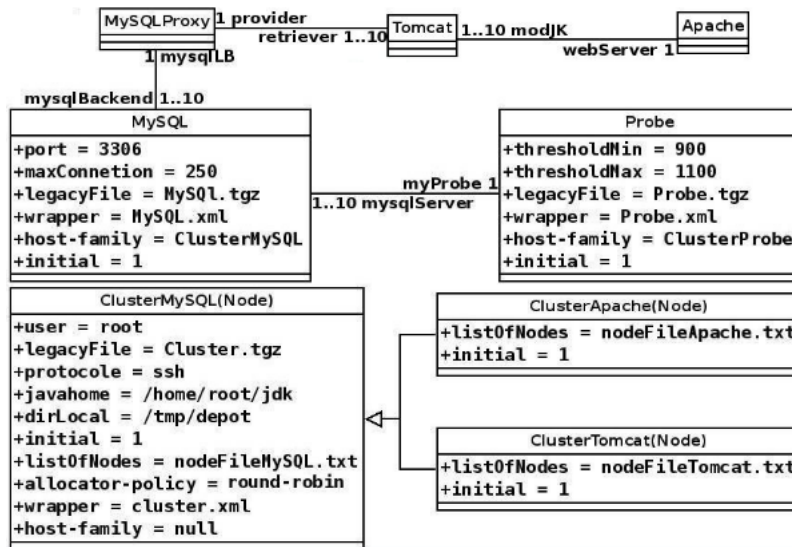 MySQLProxy
1 provider
Tomcat
Apache
retriever 1..10
1..10 modJK
webServer 1
1 mysqlLB
mysqlBackend 1..10
MySQL
+port = 3306
+maxConnetion = 250
+legacyFile = MySQl.tgz
+wrapper = MySQL.xml
+host-family = ClusterMySQL
+initial = 1
myProbe 1
1..10 mysqlServer
Probe
+thresholdMin = 900
+thresholdMax = 1100
+legacyFile = Probe.tgz
+wrapper = Probe.xml
+host-family = ClusterProbe
+initial = 1
ClusterMySQL(Node)
+user = root
+legacyFile = Cluster.tgz
+protocole = ssh
+javahome = /home/root/jdk
+dirLocal = /tmp/depot
+initial = 1
+listOfNodes = nodeFileMySQL.txt
+allocator-policy = round-robin
+wrapper = cluster.xml
+host-family = null
ClusterApache(Node)
+listOfNodes = nodeFileApache.txt
+initial = 1
ClusterTomcat(Node)
+listOfNodes = nodeFileTomcat.txt
+initial = 1